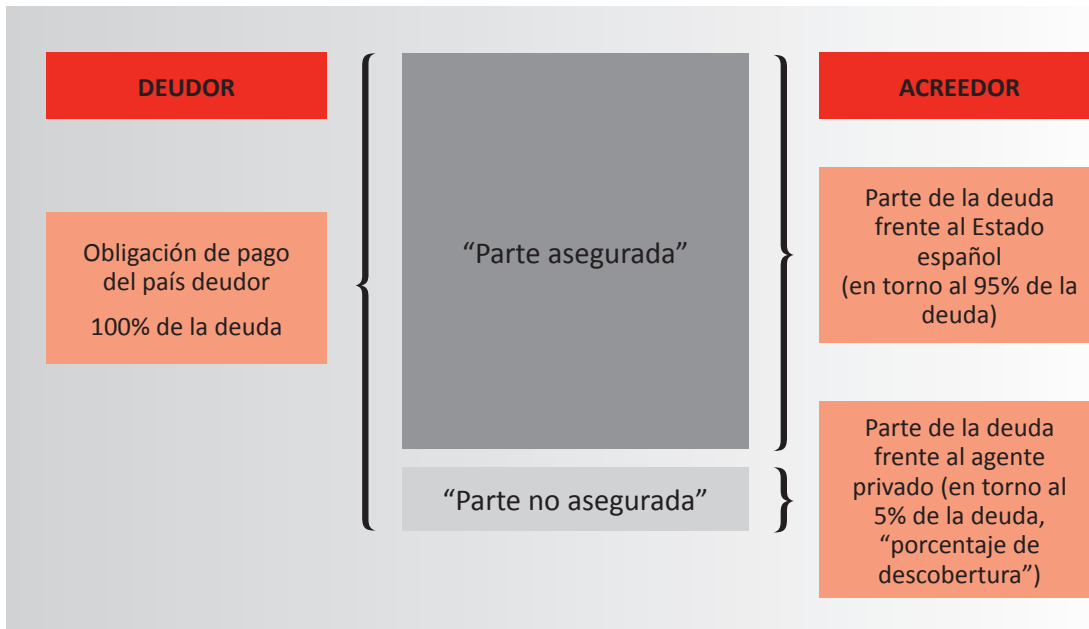 DEUDOR
Obligación de pago
del país deudor
100% de la deuda
“Parte asegurada”
“Parte no asegurada”
ACREEDOR
Parte de la deuda
frente al Estado
español
(en torno al 95% de la
deuda)
Parte de la deuda
frente al agente
privado (en torno al
5% de la deuda,
“porcentaje de
descobertura”)